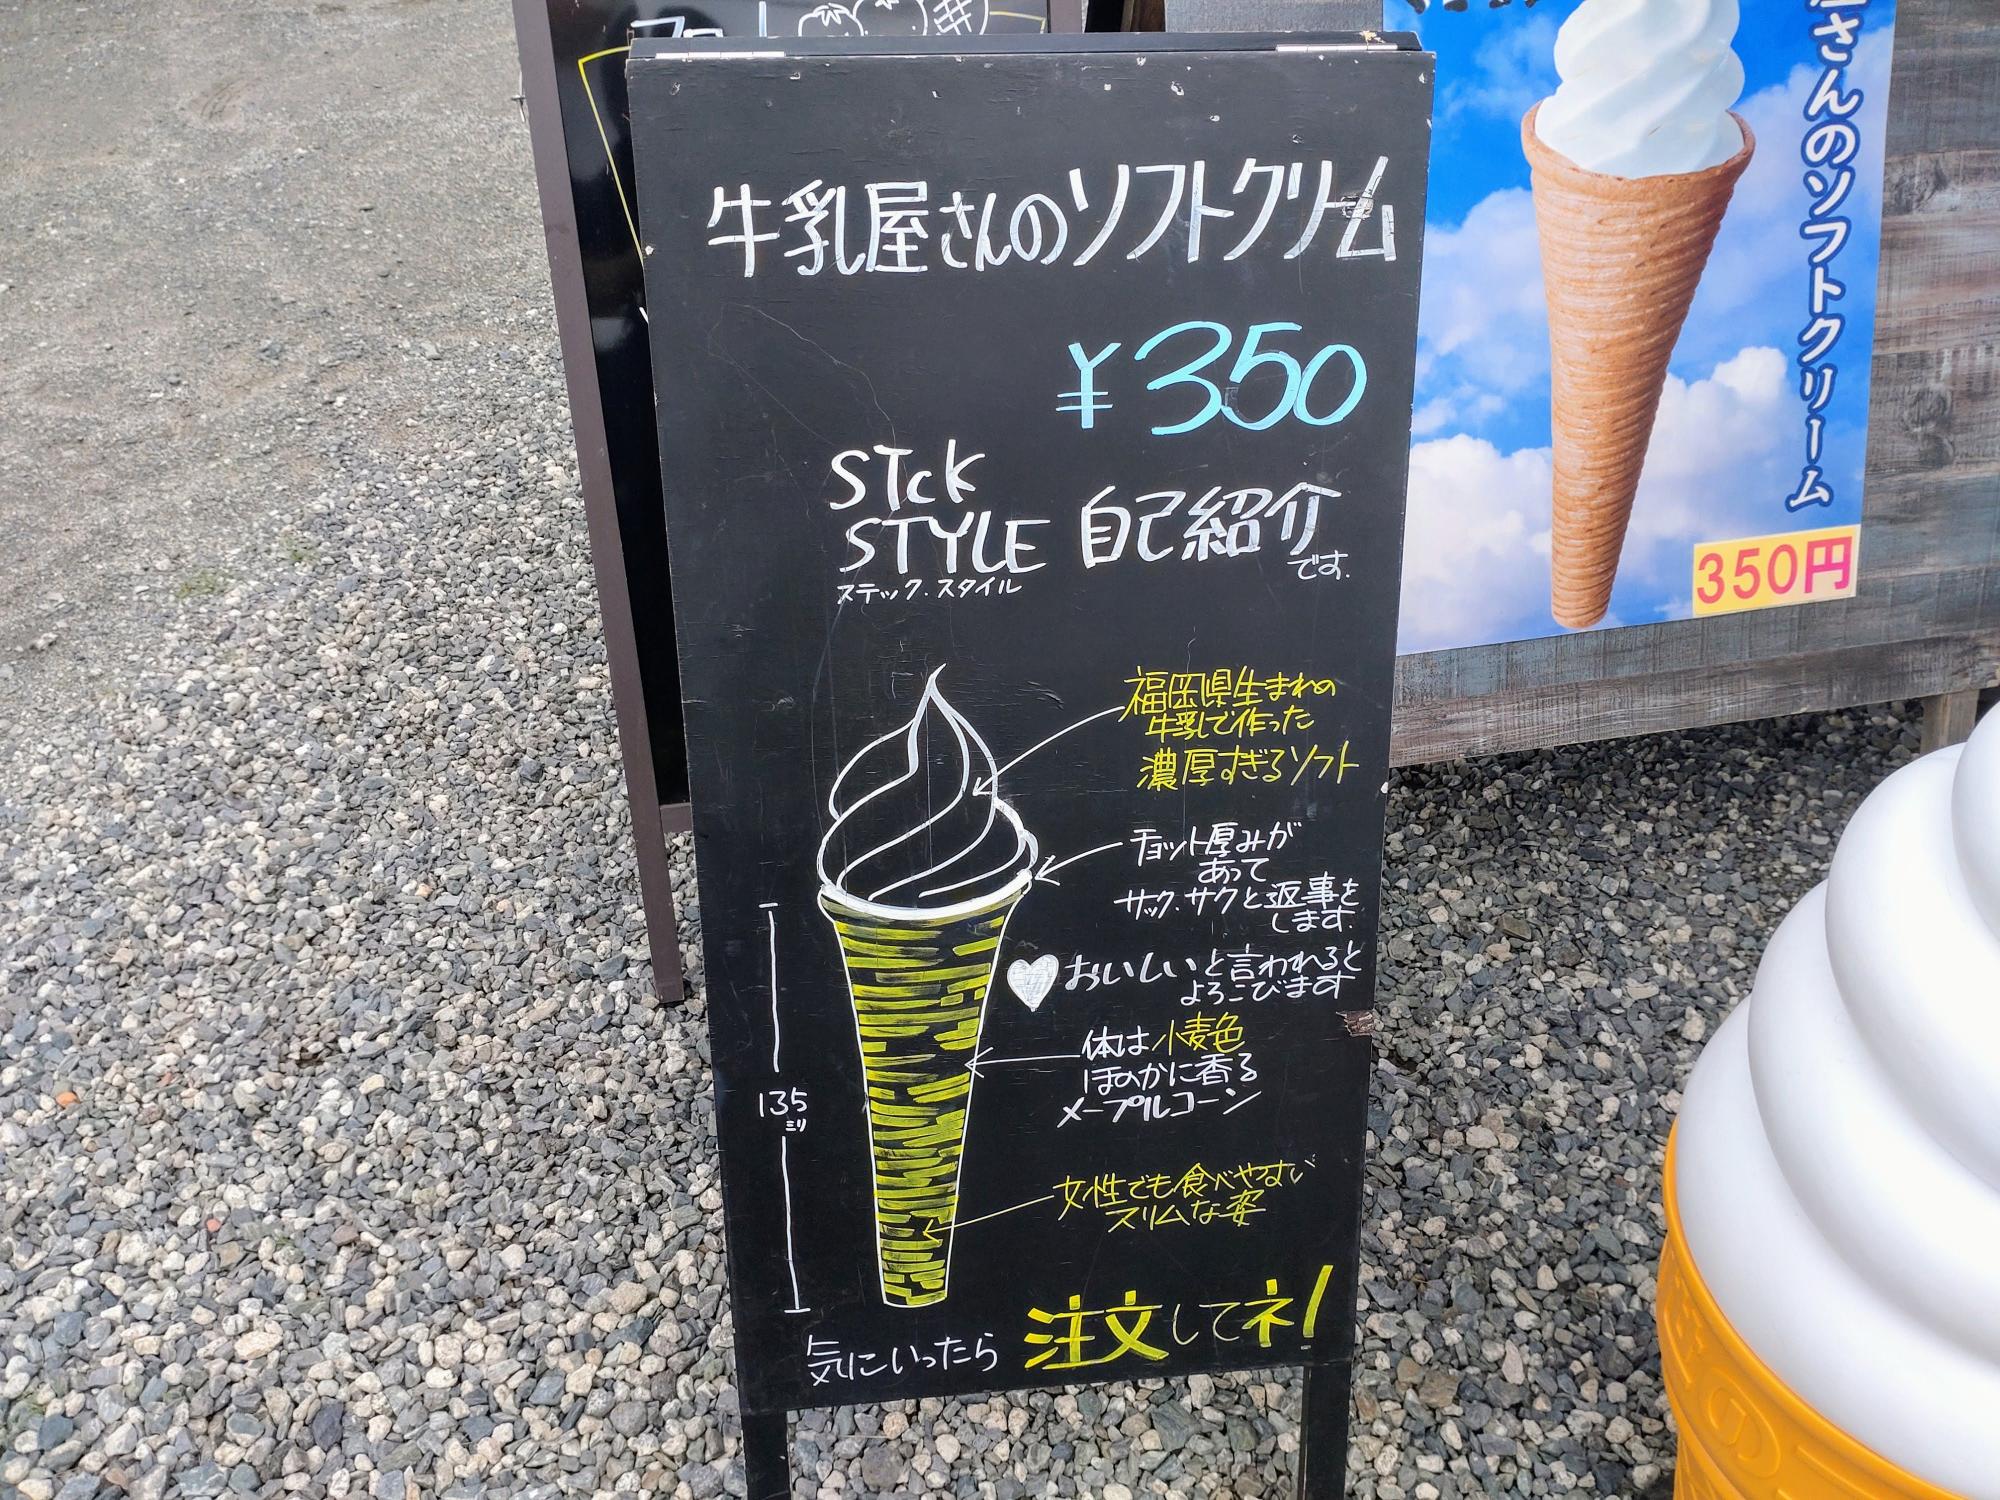 牛乳屋さんのソフトクリーム
¥350
STcK
STYLE
ステック.スタイル
自己紹介
です.
福岡県生まれの
牛乳で作った
濃厚すぎるソフト
チョット厚みが
あって
サック.サクと返事を
します.
おいしいと言われると
よろこびます
体は小麦色
ほのかに香る
メープルコーン
135
ミリ
女性でも食べやすい
スリムな姿
気にいったら
注文してネ!
さんのソフトクリーム
350円